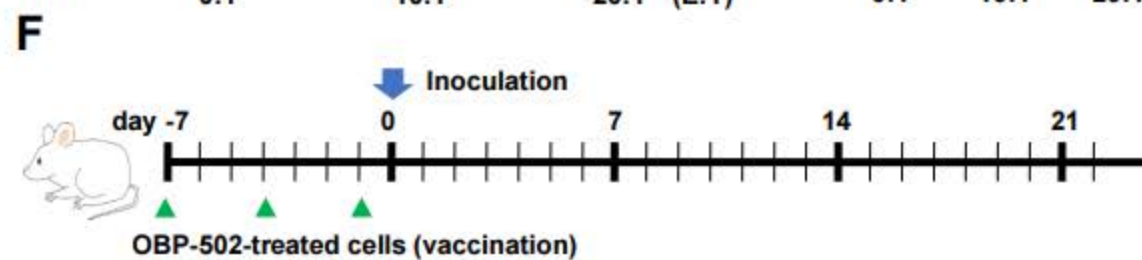 F
Inoculation
day -7 0 7 14 21
OBP-502-treated cells (vaccination)